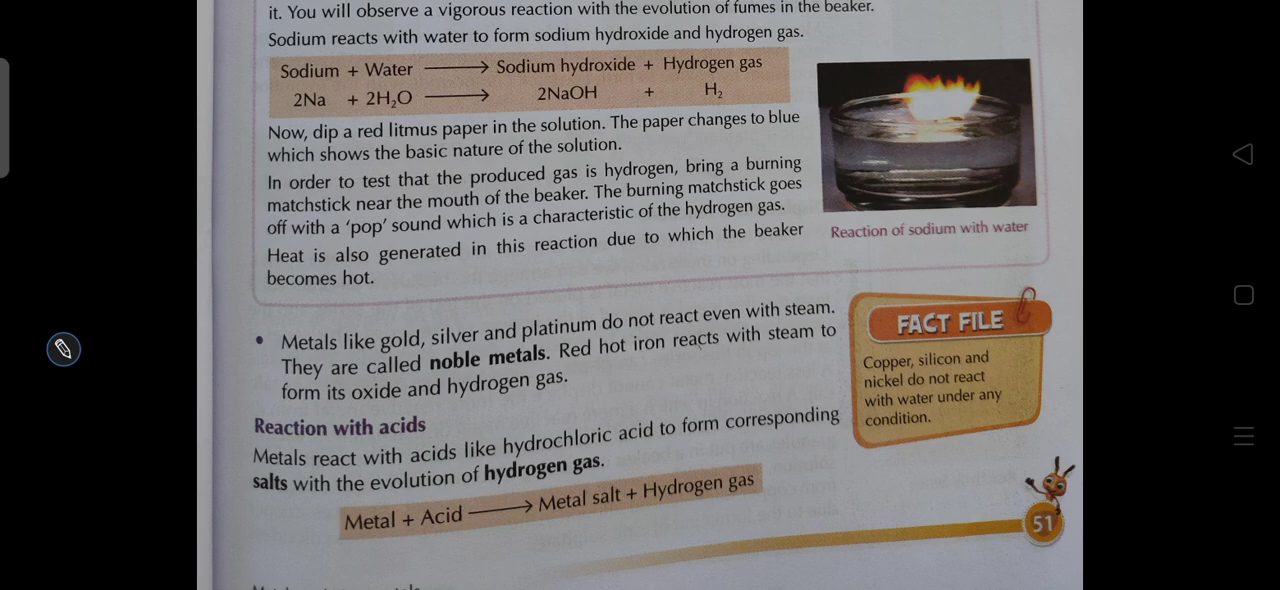 it. You will observe a vigorous reaction with the evolution of fumes in the beaker.
Sodium reacts with water to form sodium hydroxide and hydrogen gas.
Sodium + Water ⟶ Sodium hydroxide + Hydrogen gas
2Na + 2H₂O ⟶ 2NaOH + H₂
Now, dip a red litmus paper in the solution. The paper changes to blue
which shows the basic nature of the solution.
In order to test that the produced gas is hydrogen, bring a burning
matchstick near the mouth of the beaker. The burning matchstick goes
off with a ‘pop’ sound which is a characteristic of the hydrogen gas.
Heat is also generated in this reaction due to which the beaker
becomes hot.
Reaction of sodium with water
• Metals like gold, silver and platinum do not react even with steam.
They are called noble metals. Red hot iron reacts with steam to
form its oxide and hydrogen gas.
FACT FILE
Copper, silicon and
nickel do not react
with water under any
condition.
Reaction with acids
Metals react with acids like hydrochloric acid to form corresponding
salts with the evolution of hydrogen gas.
Metal + Acid ⟶ Metal salt + Hydrogen gas
51